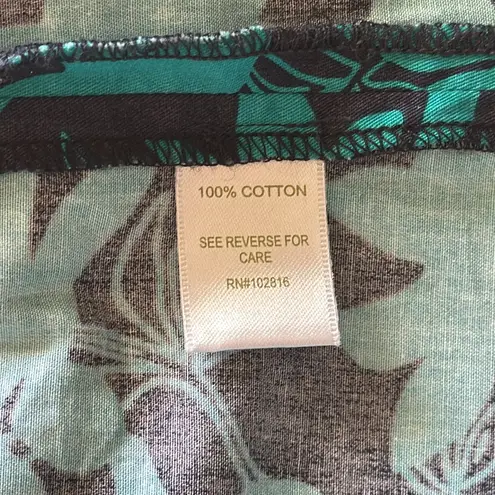 100% COTTON
SEE REVERSE FOR
CARE
RN#102816